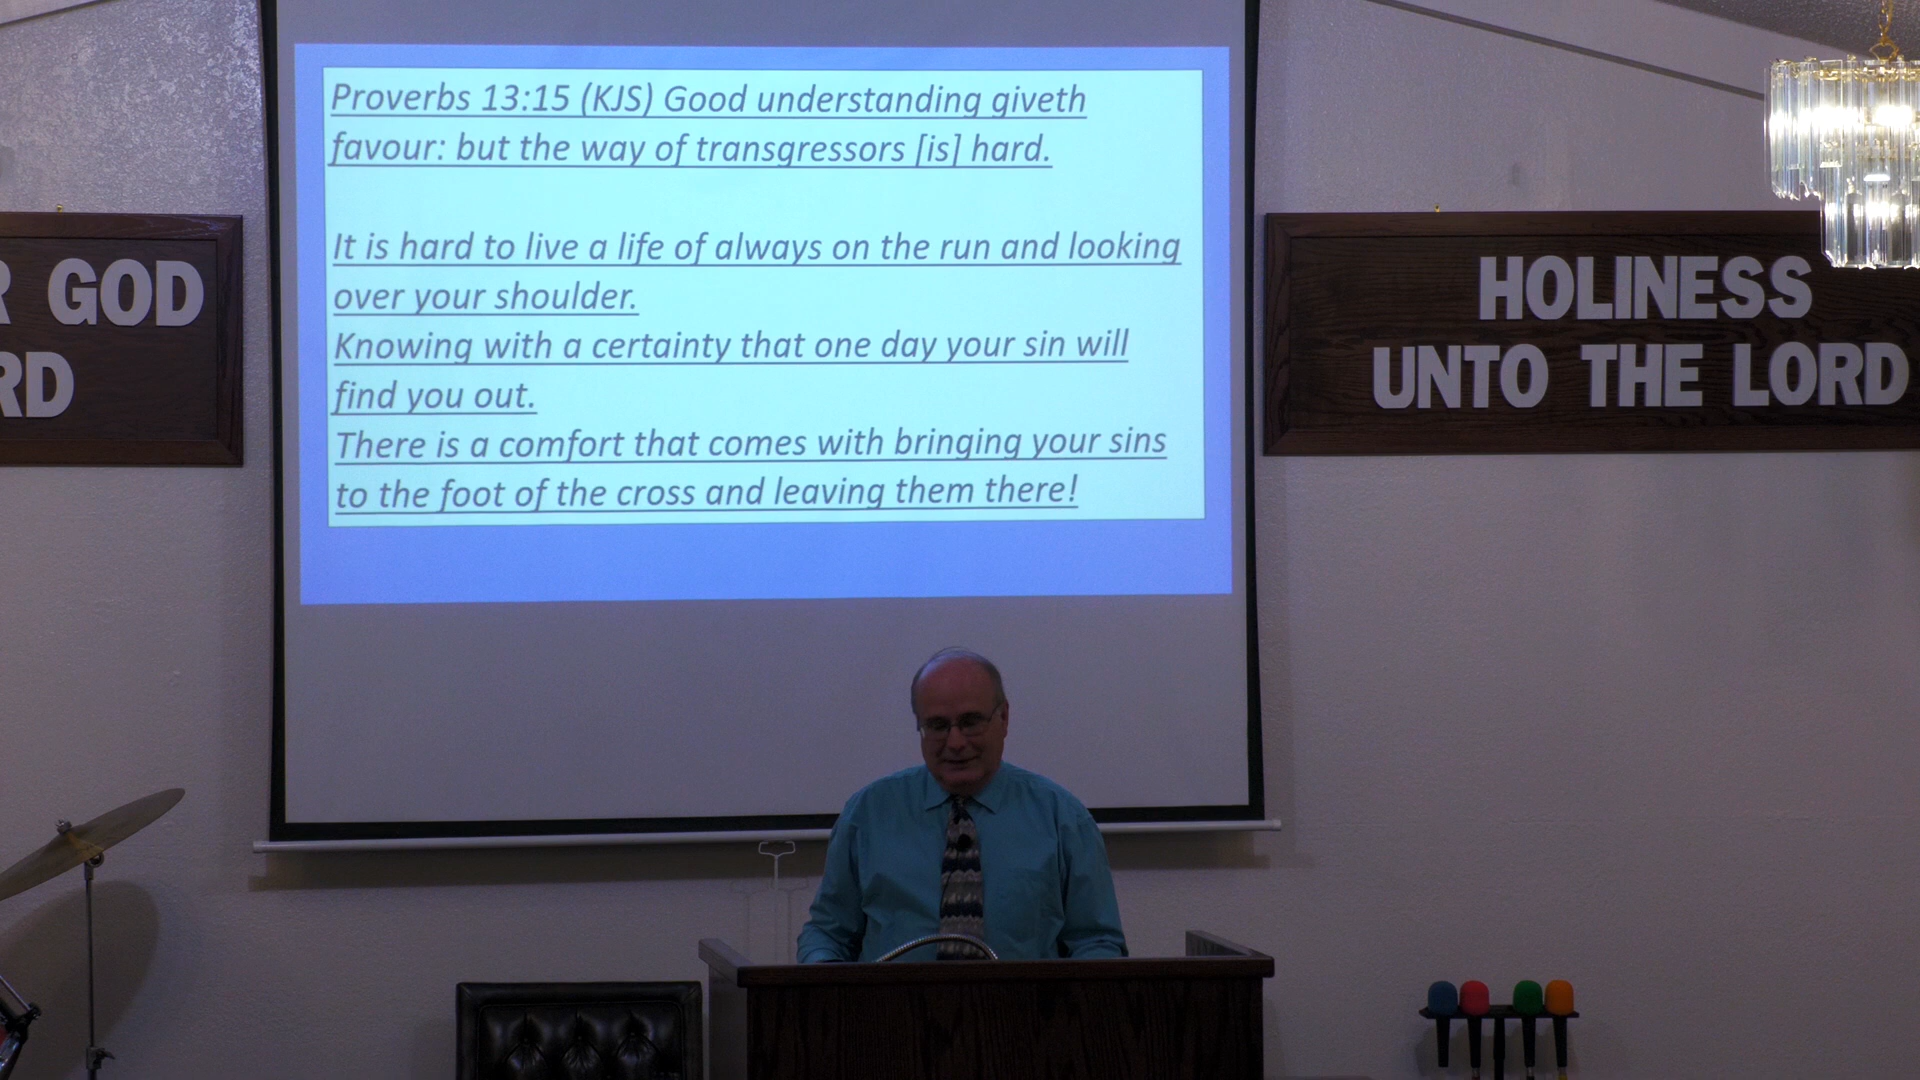 Proverbs 13:15 (KJS) Good understanding giveth
favour: but the way of transgressors [is] hard.
It is hard to live a life of always on the run and looking
over your shoulder.
Knowing with a certainty that one day your sin will
find you out.
There is a comfort that comes with bringing your sins
to the foot of the cross and leaving them there!
GOD
HOLINESS
UNTO THE LORD